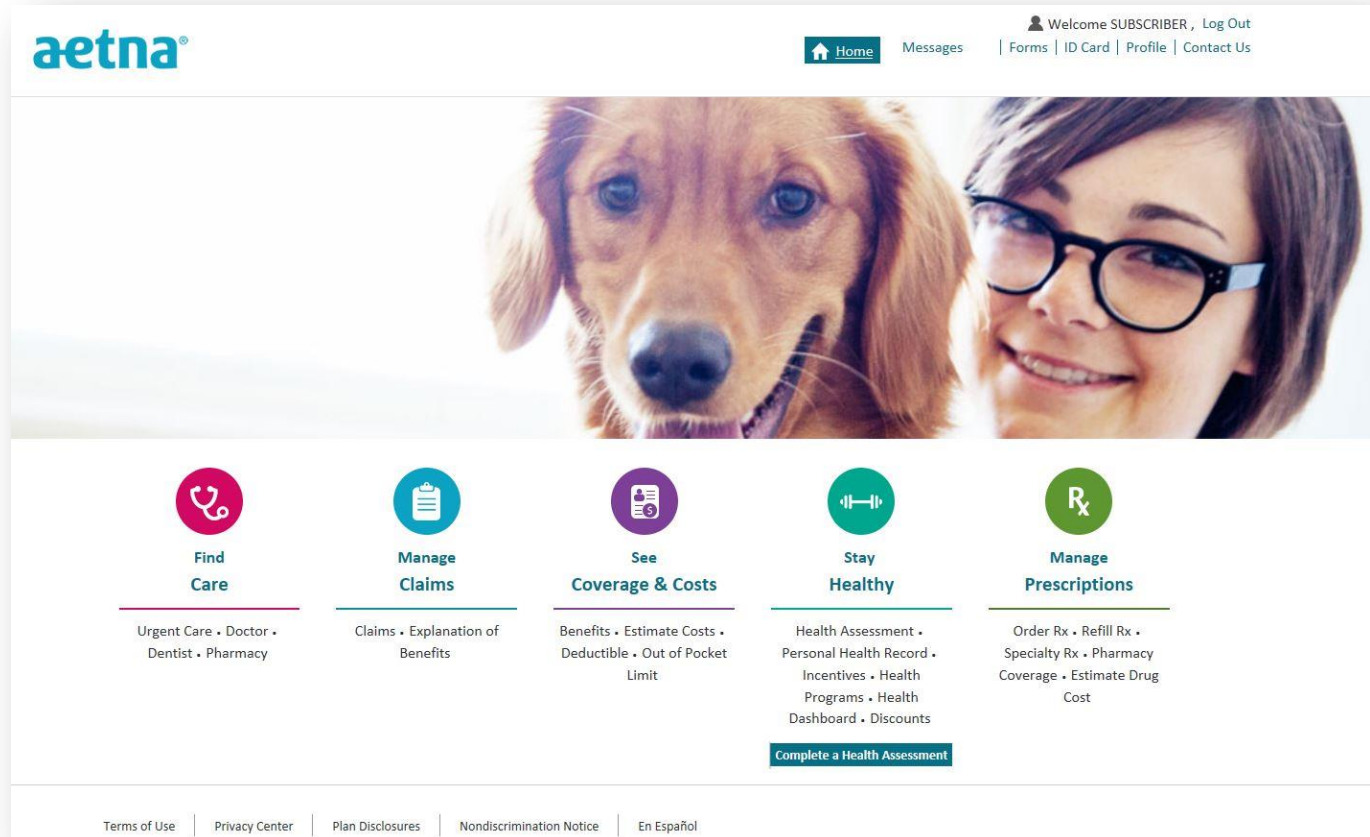 aetna®
Welcome SUBSCRIBER , Log Out
Home Messages | Forms | ID Card | Profile | Contact Us
Find
Care
Urgent Care • Doctor •
Dentist • Pharmacy
Manage
Claims
Claims • Explanation of
Benefits
See
Coverage & Costs
Benefits • Estimate Costs •
Deductible • Out of Pocket
Limit
Stay
Healthy
Health Assessment •
Personal Health Record •
Incentives • Health
Programs • Health
Dashboard • Discounts
Complete a Health Assessment
Rx
Manage
Prescriptions
Order Rx • Refill Rx •
Specialty Rx • Pharmacy
Coverage • Estimate Drug
Cost
Terms of Use | Privacy Center | Plan Disclosures | Nondiscrimination Notice | En Español